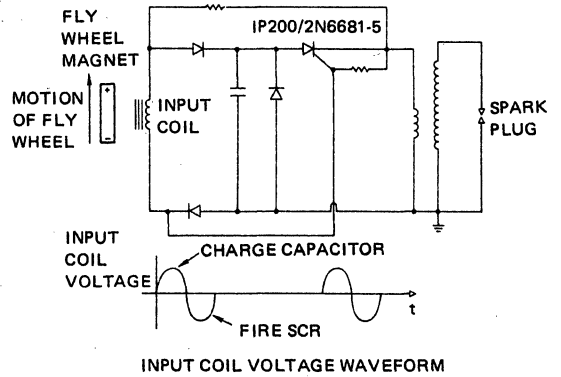 FLY
WHEEL
MAGNET
IP200/2N6681-5
MOTION
OF FLY
WHEEL
+
-
INPUT
COIL
SPARK
PLUG
INPUT
COIL
VOLTAGE
CHARGE CAPACITOR
t
FIRE SCR
INPUT COIL VOLTAGE WAVEFORM